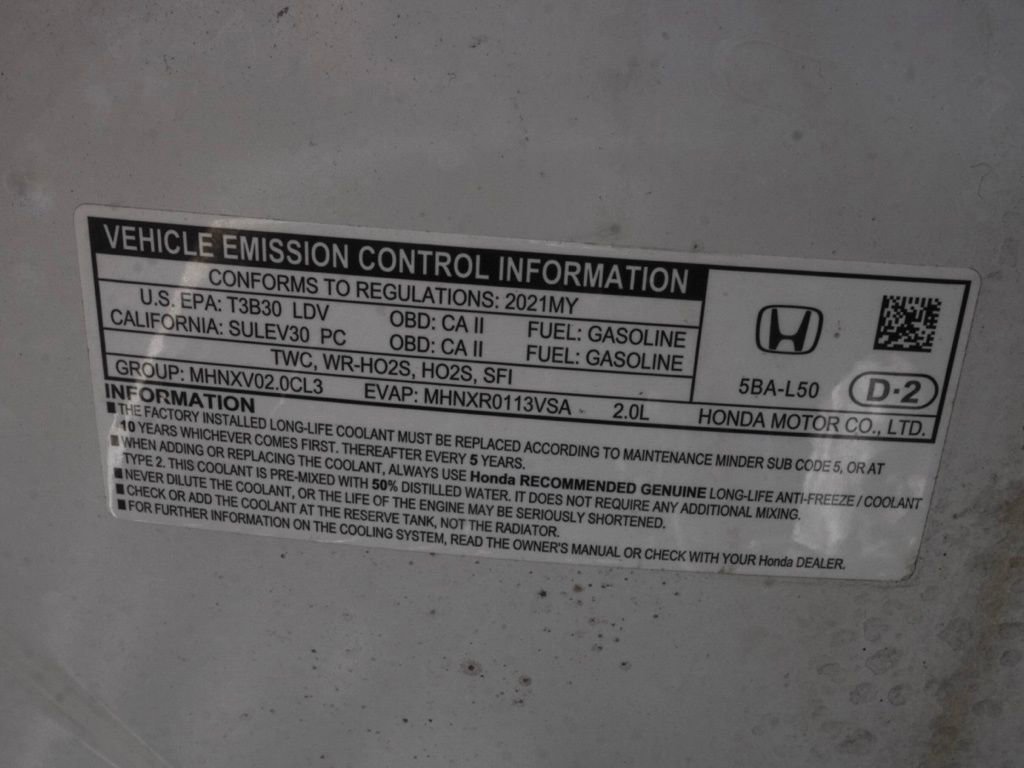 VEHICLE EMISSION CONTROL INFORMATION
CONFORMS TO REGULATIONS: 2021MY
U.S. EPA: T3B30 LDV OBD: CA II FUEL: GASOLINE
CALIFORNIA: SULEV30 PC OBD: CA II FUEL: GASOLINE
TWC, WR-HO2S, HO2S, SFI
GROUP: MHNXV02.0CL3 EVAP: MHNXR0113VSA 2.0L
5BA-L50 D·2
HONDA MOTOR CO., LTD.
INFORMATION
■ THE FACTORY INSTALLED LONG-LIFE COOLANT MUST BE REPLACED ACCORDING TO MAINTENANCE MINDER SUB CODE 5, OR AT
10 YEARS WHICHEVER COMES FIRST. THEREAFTER EVERY 5 YEARS.
■ WHEN ADDING OR REPLACING THE COOLANT, ALWAYS USE Honda RECOMMENDED GENUINE LONG-LIFE ANTI-FREEZE / COOLANT
TYPE 2. THIS COOLANT IS PRE-MIXED WITH 50% DISTILLED WATER. IT DOES NOT REQUIRE ANY ADDITIONAL MIXING.
■ NEVER DILUTE THE COOLANT, OR THE LIFE OF THE ENGINE MAY BE SERIOUSLY SHORTENED.
■ CHECK OR ADD THE COOLANT AT THE RESERVE TANK, NOT THE RADIATOR.
■ FOR FURTHER INFORMATION ON THE COOLING SYSTEM, READ THE OWNER'S MANUAL OR CHECK WITH YOUR Honda DEALER.